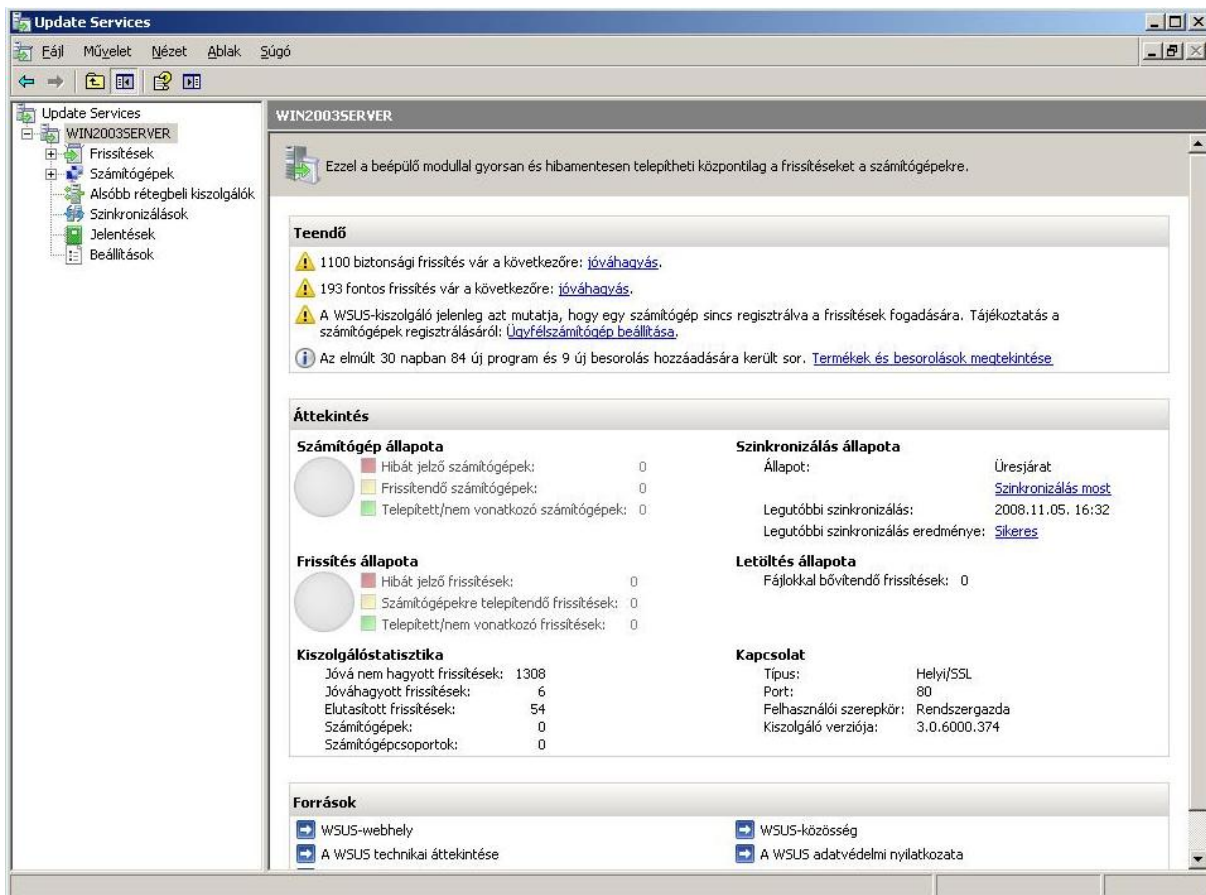 Update Services
Fájl Művelet Nézet Ablak Súgó
Update Services
WIN2003SERVER
Frissítések
Számítógépek
Alsóbb rétegbeli kiszolgálók
Szinkronizálások
Jelentések
Beállítások
WIN2003SERVER
Ezzel a beépülő modullal gyorsan és hibamentesen telepítheti központilag a frissítéseket a számítógépekre.
Teendő
1100 biztonsági frissítés vár a következőre: jóváhagyás.
193 fontos frissítés vár a következőre: jóváhagyás.
A WSUS-kiszolgáló jelenleg azt mutatja, hogy egy számítógép sincs regisztrálva a frissítések fogadására. Tájékoztatás a
számítógépek regisztrálásáról: Ügyfélszámítógép beállítása.
Az elmúlt 30 napban 84 új program és 9 új besorolás hozzáadására került sor. Termékek és besorolások megtekintése
Áttekintés
Számítógép állapota
Hibát jelző számítógépek: 0
Frissítendő számítógépek: 0
Telepített/nem vonatkozó számítógépek: 0
Szinkronizálás állapota
Állapot: Üresjárat
Szinkronizálás most
Legutóbbi szinkronizálás: 2008.11.05. 16:32
Legutóbbi szinkronizálás eredménye: Sikeres
Frissítés állapota
Hibát jelző frissítések: 0
Számítógépekre telepítendő frissítések: 0
Telepített/nem vonatkozó frissítések: 0
Letöltés állapota
Fájlokkal bővítendő frissítések: 0
Kiszolgálóstatisztika
Jóvá nem hagyott frissítések: 1308
Jóváhagyott frissítések: 6
Elutasított frissítések: 54
Számítógépek: 0
Számítógépcsoportok: 0
Kapcsolat
Típus: Helyi/SSL
Port: 80
Felhasználói szerepkör: Rendszergazda
Kiszolgáló verziója: 3.0.6000.374
Források
WSUS-webhely
WSUS-közösség
A WSUS technikai áttekintése
A WSUS adatvédelmi nyilatkozata